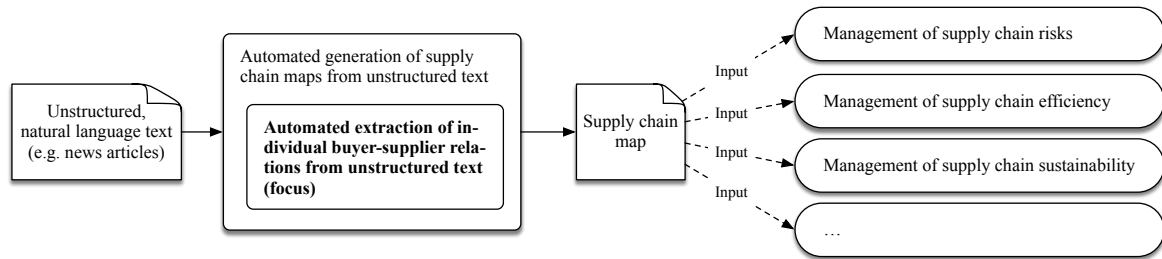 Unstructured,
natural language text
(e.g. news articles)
Automated generation of supply
chain maps from unstructured text
Automated extraction of in-
dividual buyer-supplier rela-
tions from unstructured text
(focus)
Supply chain
map
Input
Input
Input
Input
Management of supply chain risks
Management of supply chain efficiency
Management of supply chain sustainability
…